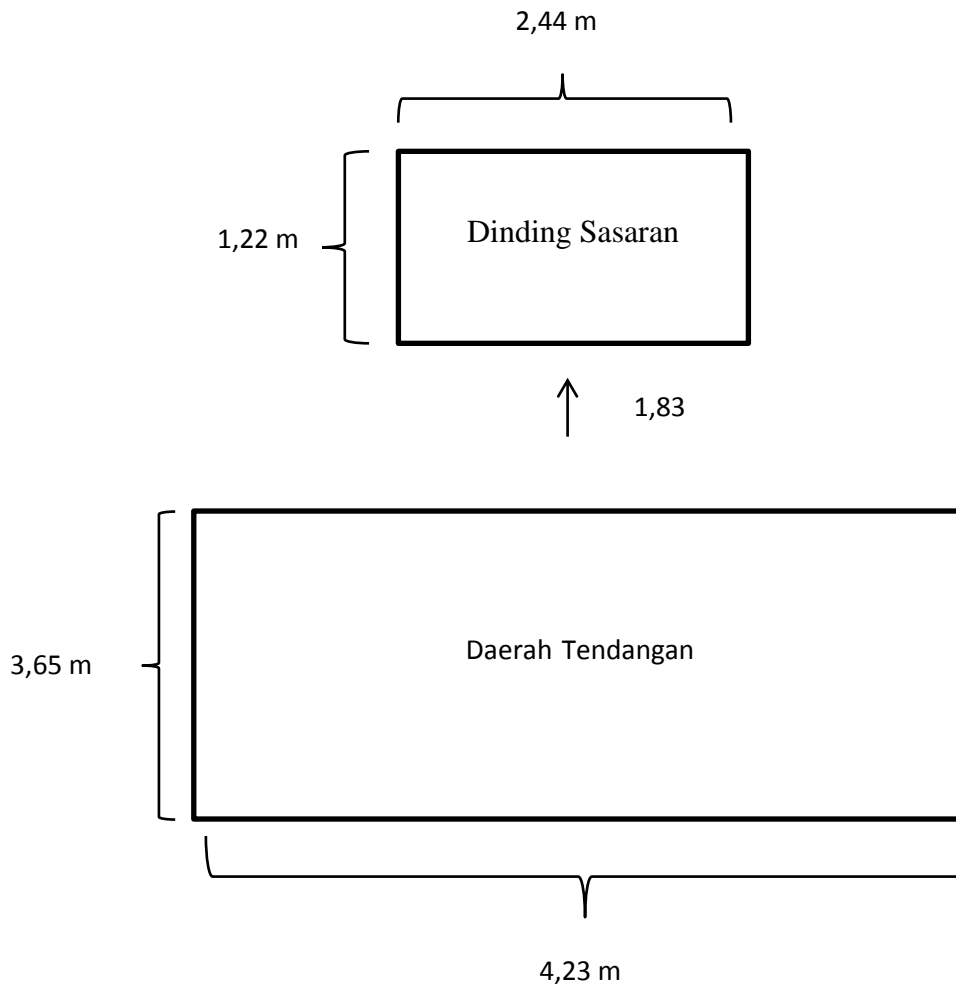 2,44 m
Dinding Sasaran
1,22 m
1,83
Daerah Tendangan
3,65 m
4,23 m